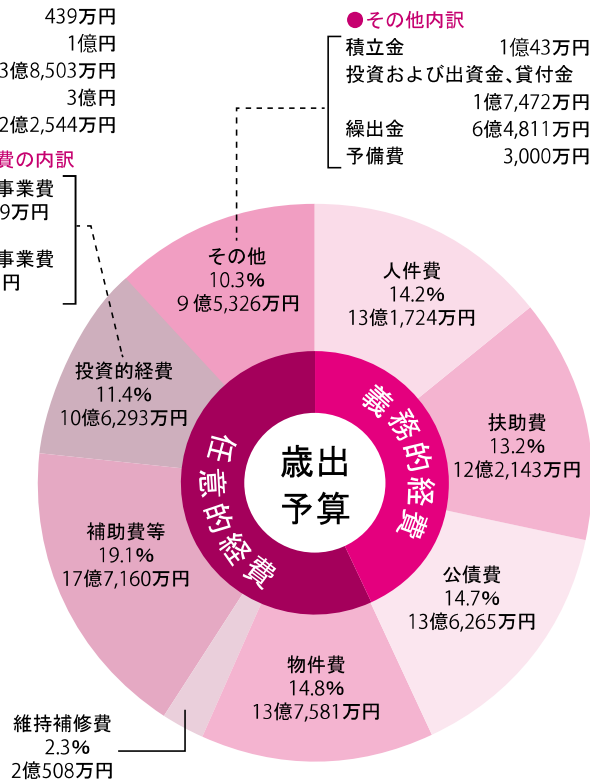 439万円
1億円
3億8,503万円
3億円
2億2,544万円
費の内訳
事業費
9万円
事業費
円
●その他内訳
積立金 1億43万円
投資および出資金、貸付金
1億7,472万円
繰出金 6億4,811万円
予備費 3,000万円
その他
10.3%
9億5,326万円
人件費
14.2%
13億1,724万円
投資的経費
11.4%
10億6,293万円
扶助費
13.2%
12億2,143万円
義務的経費
任意的経費
歳出
予算
補助費等
19.1%
17億7,160万円
公債費
14.7%
13億6,265万円
物件費
14.8%
13億7,581万円
維持補修費
2.3%
2億508万円